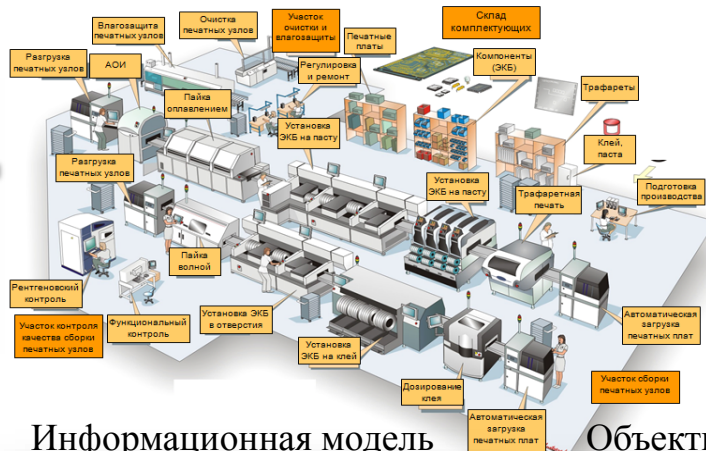 Влагозащита
печатных узлов
Очистка
печатных узлов
Участок
очистки и
влагозащиты
Печатные
платы
Склад
комплектующих
Разгрузка
печатных узлов
АОИ
Регулировка
и ремонт
Компоненты
(ЭКБ)
Трафареты
Пайка
оплавлением
Установка
ЭКБ на пасту
Клей,
паста
Разгрузка
печатных узлов
Установка
ЭКБ на пасту
Трафаретная
печать
Подготовка
производства
Пайка
волной
Рентгеновский
контроль
Функциональный
контроль
Установка ЭКБ
в отверстия
Автоматическая
загрузка
печатных плат
Участок контроля
качества сборки
печатных узлов
Установка
ЭКБ на клей
Дозирование
клея
Участок сборки
печатных узлов
Автоматическая
загрузка
печатных плат
Информационная модель